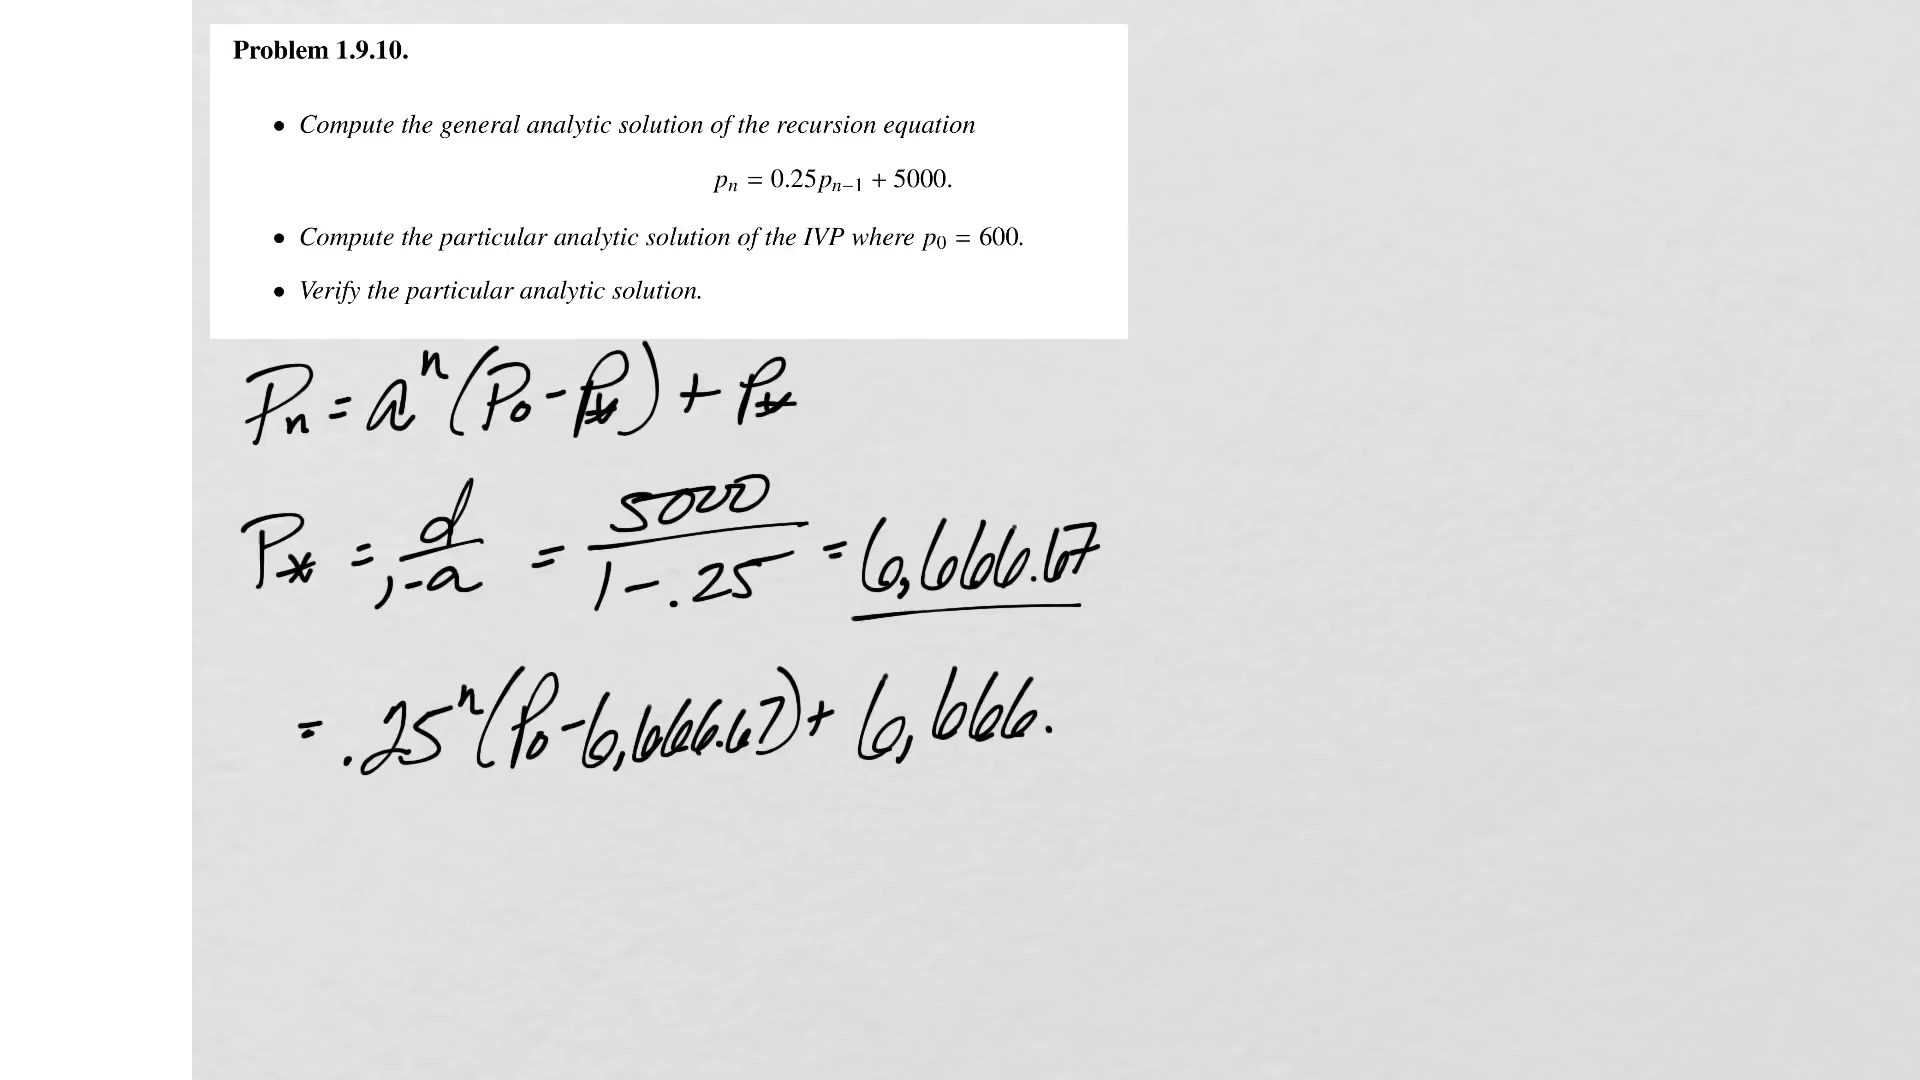 Problem 1.9.10.
• Compute the general analytic solution of the recursion equation
pₙ = 0.25pₙ₋₁ + 5000.
• Compute the particular analytic solution of the IVP where p₀ = 600.
• Verify the particular analytic solution.
Pₙ = aⁿ(P₀ - P*) + P*
P* = d/(1-a) = 5000/(1-.25) = 6,666.67
= .25ⁿ(P₀ - 6,666.67) + 6,666.